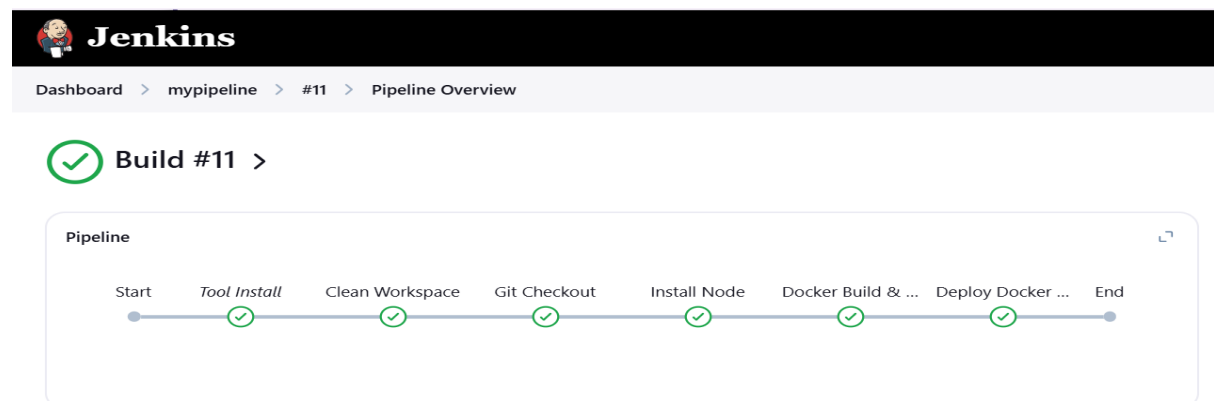 Jenkins
Dashboard > mypipeline > #11 > Pipeline Overview
Build #11 >
Pipeline
Start Tool Install Clean Workspace Git Checkout Install Node Docker Build & ... Deploy Docker ... End